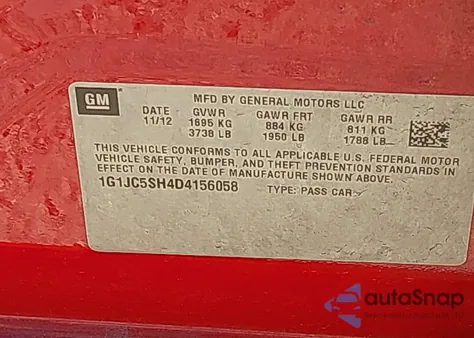 GM
MFD BY GENERAL MOTORS LLC
DATE GVWR GAWR FRT GAWR RR
11/12 1695 KG 884 KG 811 KG
3738 LB 1950 LB 1788 LB
THIS VEHICLE CONFORMS TO ALL APPLICABLE U.S. FEDERAL MOTOR
VEHICLE SAFETY, BUMPER, AND THEFT PREVENTION STANDARDS IN
EFFECT ON THE DATE OF MANUFACTURE SHOWN ABOVE.
1G1JC5SH4D4156058 TYPE: PASS CAR
autoSnap